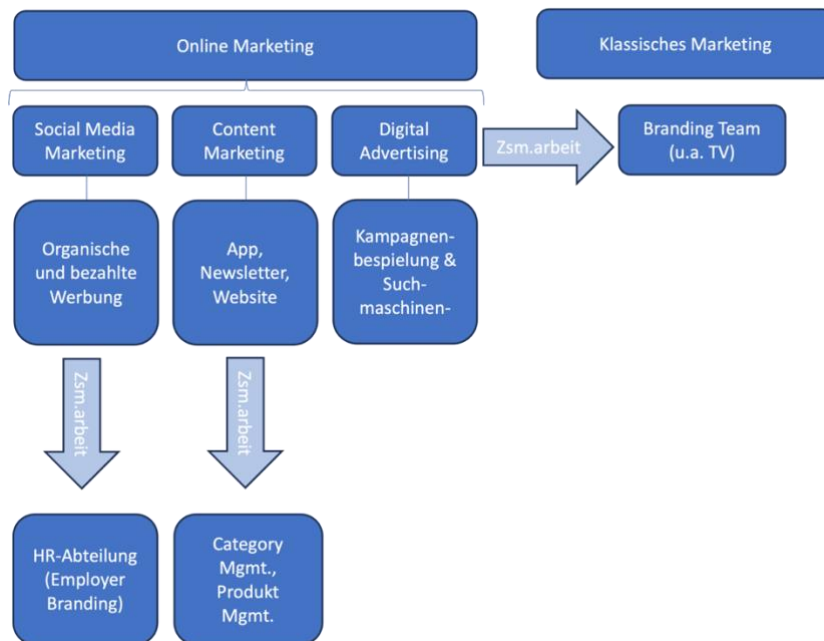 Online Marketing
Klassisches Marketing
Social Media
Marketing
Content
Marketing
Digital
Advertising
Zsm.arbeit
Branding Team
(u.a. TV)
Organische
und bezahlte
Werbung
App,
Newsletter,
Website
Kampagnen-
bespielung &
Such-
maschinen-
Zsm.arbeit
Zsm.arbeit
HR-Abteilung
(Employer
Branding)
Category
Mgmt.,
Produkt
Mgmt.